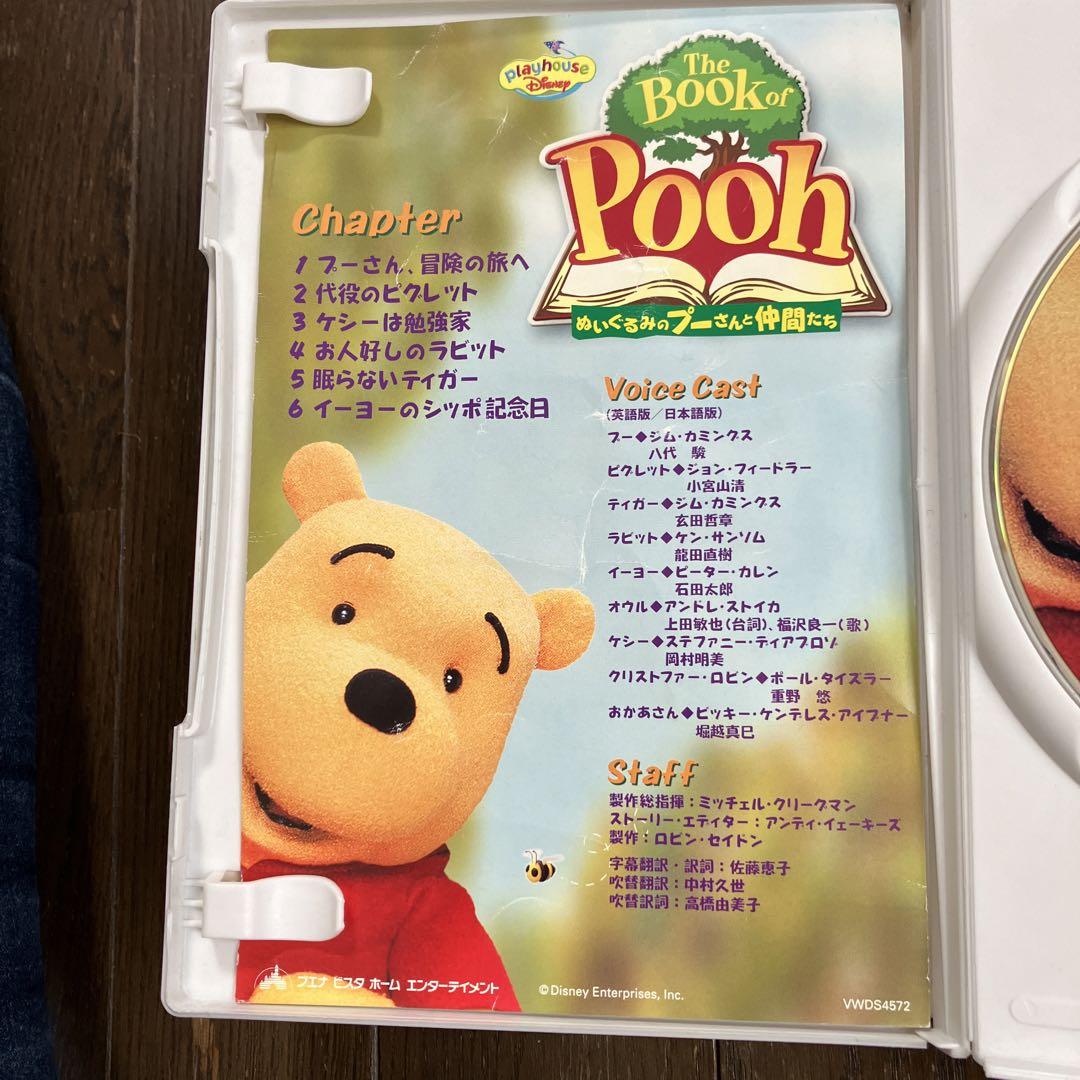 playhouse
Disney
The
Book of
Pooh
ぬいぐるみのプーさんと仲間たち
Chapter
1 プーさん、冒険の旅へ
2 代役のピグレット
3 ケシーは勉強家
4 お人好しのラビット
5 眠らないティガー
6 イーヨーのシッポ記念日
Voice Cast
(英語版/日本語版)
プー◆ジム・カミングス
八代 駿
ピグレット◆ジョン・フィードラー
小宮山清
ティガー◆ジム・カミングス
玄田哲章
ラビット◆ケン・サンソム
龍田直樹
イーヨー◆ピーター・カレン
石田太郎
オウル◆アンドレ・ストイカ
上田敏也(台詞)、福沢良一(歌)
ケシー◆ステファニー・ディアブロゾ
岡村明美
クリストファー・ロビン◆ポール・タイズラー
重野 悠
おかあさん◆ビッキー・ケンデレス・アイブナー
堀越真巳
Staff
製作総指揮:ミッチェル・クリーグマン
ストーリー・エディター:アンディ・イェーキーズ
製作:ロビン・セイドン
字幕翻訳・訳詞:佐藤恵子
吹替翻訳:中村久世
吹替訳詞:高橋由美子
ブエナ ビスタ ホーム エンターテイメント
©Disney Enterprises, Inc.
VWDS4572